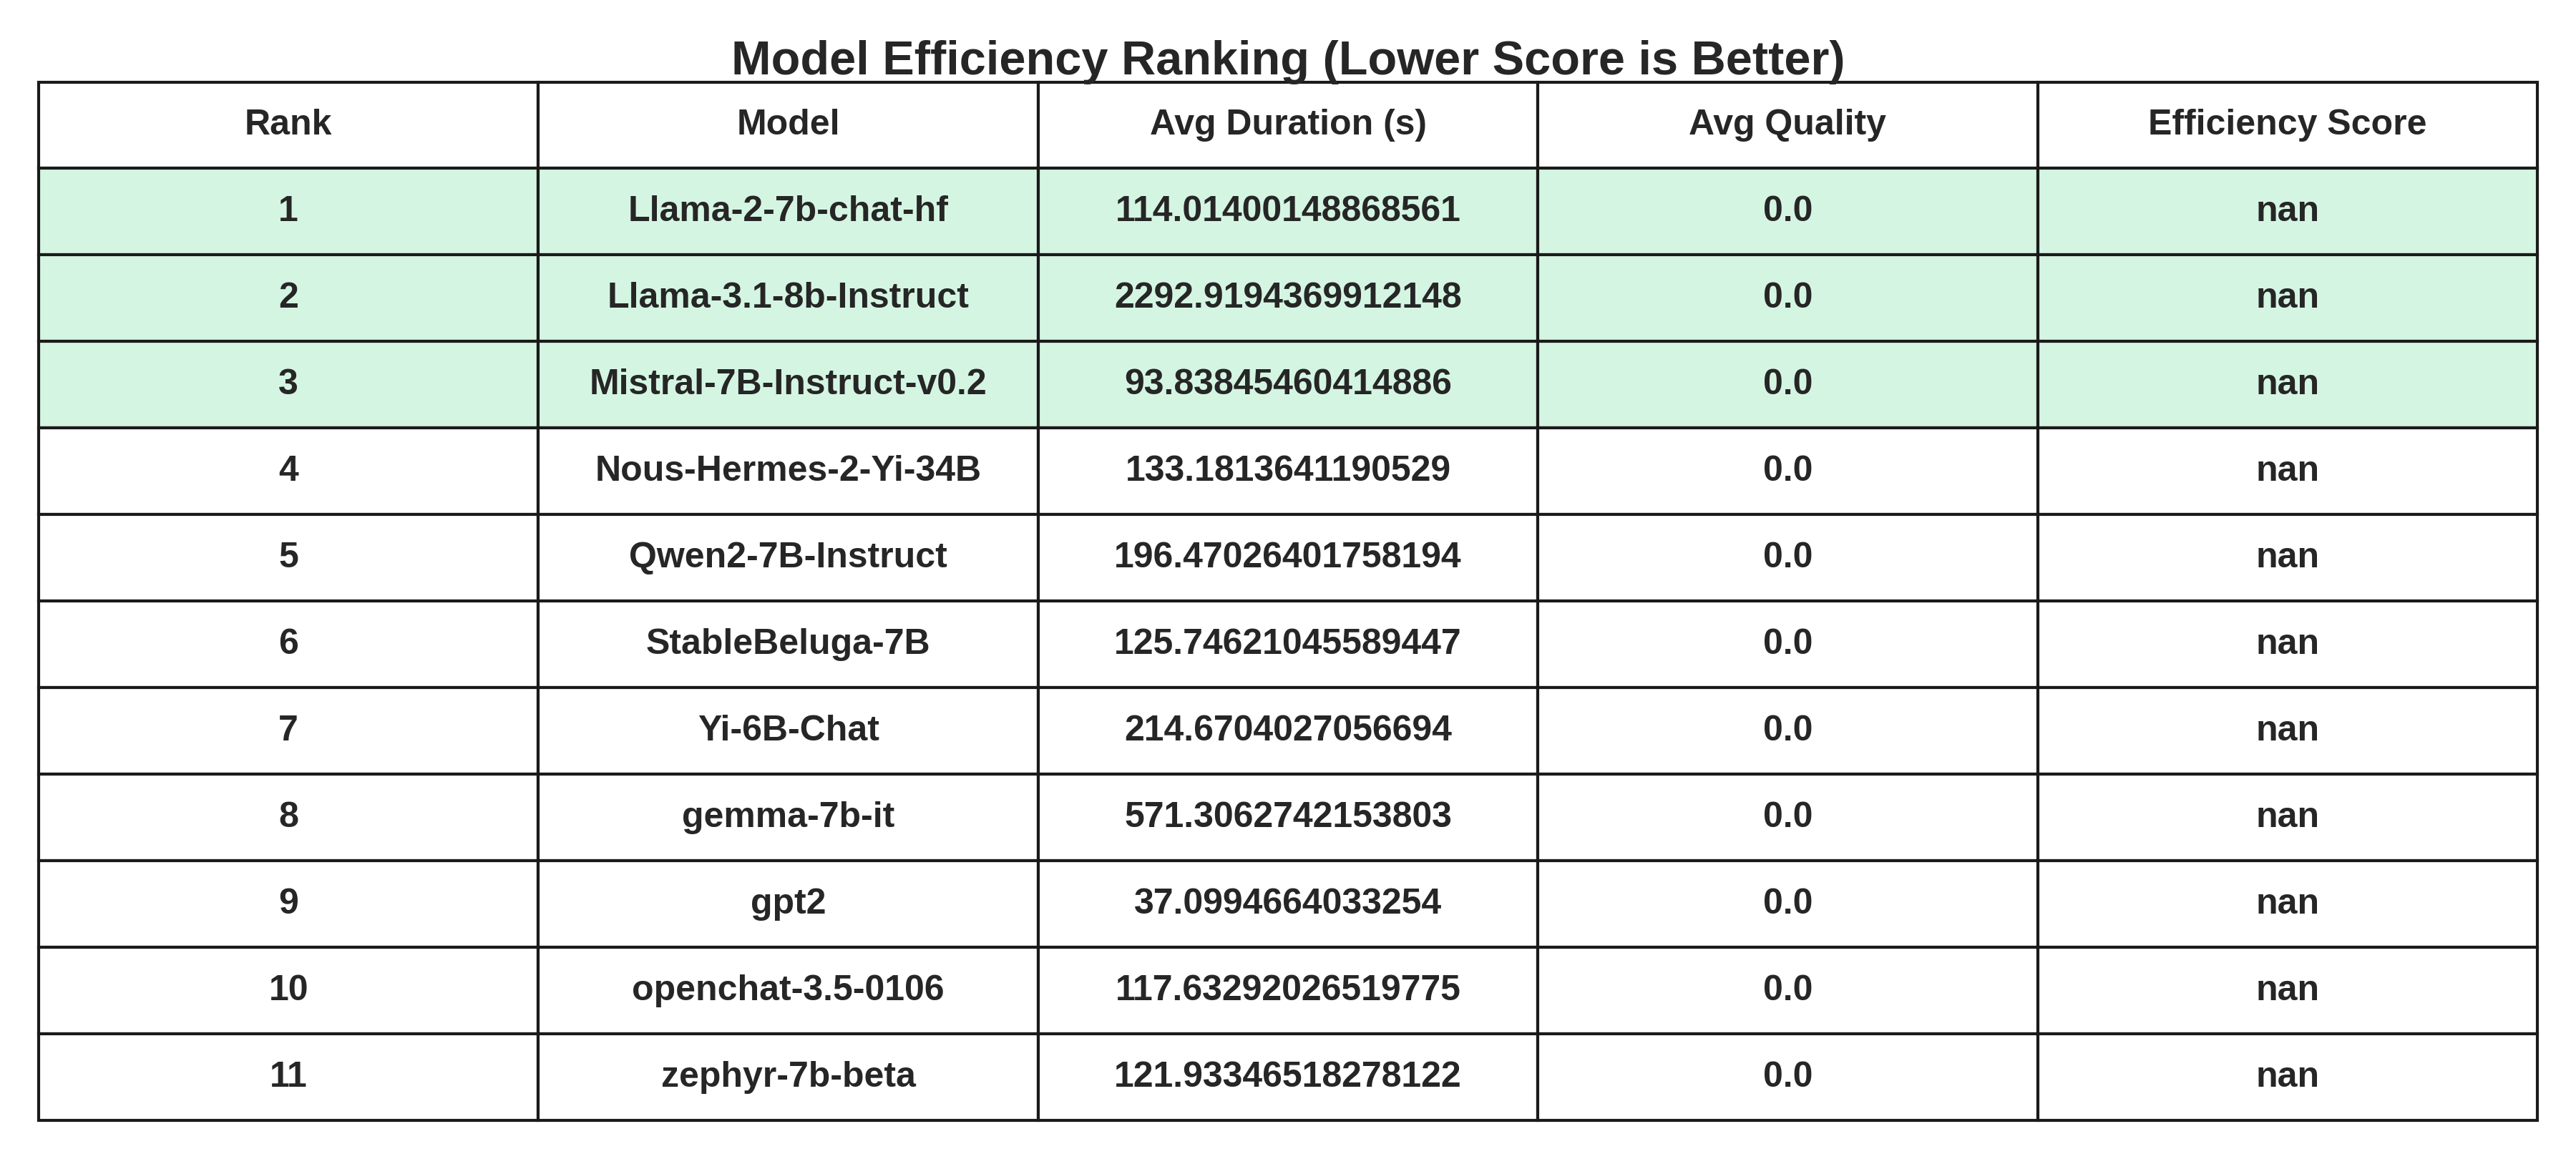 Model Efficiency Ranking (Lower Score is Better)
Rank Model Avg Duration (s) Avg Quality Efficiency Score
1 Llama-2-7b-chat-hf 114.01400148868561 0.0 nan
2 Llama-3.1-8b-Instruct 2292.9194369912148 0.0 nan
3 Mistral-7B-Instruct-v0.2 93.83845460414886 0.0 nan
4 Nous-Hermes-2-Yi-34B 133.1813641190529 0.0 nan
5 Qwen2-7B-Instruct 196.47026401758194 0.0 nan
6 StableBeluga-7B 125.74621045589447 0.0 nan
7 Yi-6B-Chat 214.6704027056694 0.0 nan
8 gemma-7b-it 571.3062742153803 0.0 nan
9 gpt2 37.0994664033254 0.0 nan
10 openchat-3.5-0106 117.63292026519775 0.0 nan
11 zephyr-7b-beta 121.93346518278122 0.0 nan